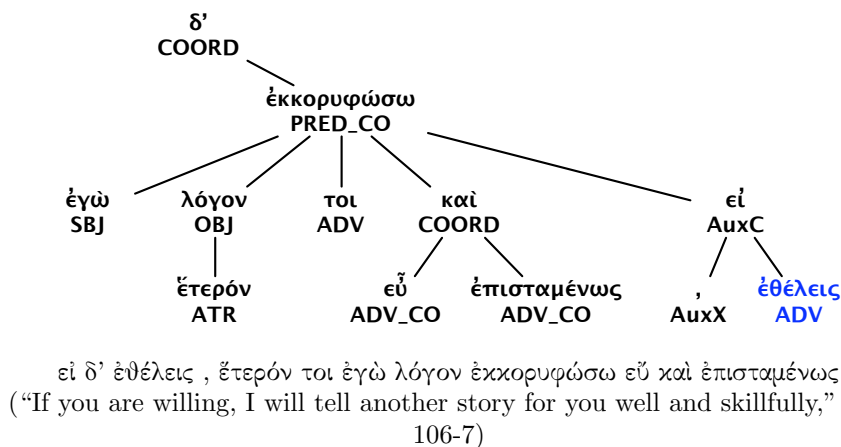 δ'
COORD
ἐκκορυφώσω
PRED_CO
ἐγὼ λόγον τοι καὶ εἰ
SBJ OBJ ADV COORD AuxC
ἕτερόν εὖ ἐπισταμένως , ἐθέλεις
ATR ADV_CO ADV_CO AuxX ADV
εἰ δ' ἐθέλεις , ἕτερόν τοι ἐγὼ λόγον ἐκκορυφώσω εὖ καὶ ἐπισταμένως
(“If you are willing, I will tell another story for you well and skillfully,”
106-7)